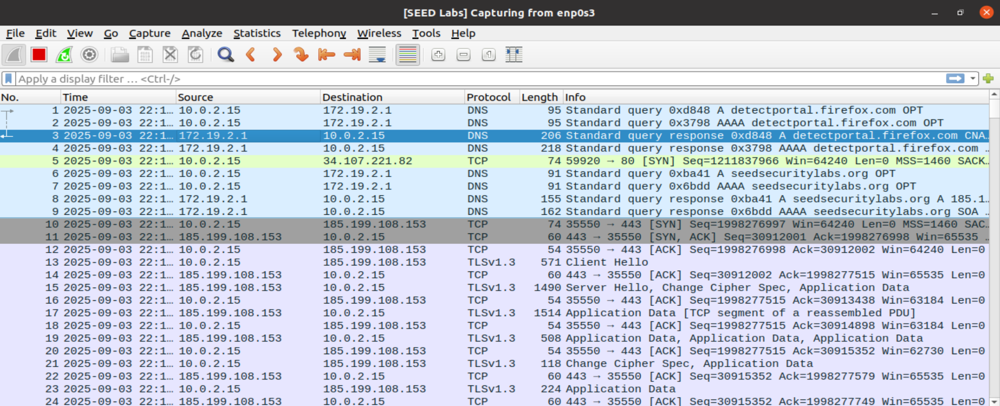 [SEED Labs] Capturing from enp0s3
File Edit View Go Capture Analyze Statistics Telephony Wireless Tools Help
Apply a display filter … <Ctrl-/>
No. Time Source Destination Protocol Length Info
1 2025-09-03 22:1… 10.0.2.15 172.19.2.1 DNS 95 Standard query 0xd848 A detectportal.firefox.com OPT
2 2025-09-03 22:1… 10.0.2.15 172.19.2.1 DNS 95 Standard query 0x3798 AAAA detectportal.firefox.com OPT
3 2025-09-03 22:1… 172.19.2.1 10.0.2.15 DNS 206 Standard query response 0xd848 A detectportal.firefox.com CNA…
4 2025-09-03 22:1… 172.19.2.1 10.0.2.15 DNS 218 Standard query response 0x3798 AAAA detectportal.firefox.com …
5 2025-09-03 22:1… 10.0.2.15 34.107.221.82 TCP 74 59920 → 80 [SYN] Seq=1211837966 Win=64240 Len=0 MSS=1460 SACK…
6 2025-09-03 22:1… 10.0.2.15 172.19.2.1 DNS 91 Standard query 0xba41 A seedsecuritylabs.org OPT
7 2025-09-03 22:1… 10.0.2.15 172.19.2.1 DNS 91 Standard query 0x6bdd AAAA seedsecuritylabs.org OPT
8 2025-09-03 22:1… 172.19.2.1 10.0.2.15 DNS 155 Standard query response 0xba41 A seedsecuritylabs.org A 185.1…
9 2025-09-03 22:1… 172.19.2.1 10.0.2.15 DNS 162 Standard query response 0x6bdd AAAA seedsecuritylabs.org SOA …
10 2025-09-03 22:1… 10.0.2.15 185.199.108.153 TCP 74 35550 → 443 [SYN] Seq=1998276997 Win=64240 Len=0 MSS=1460 SAC…
11 2025-09-03 22:1… 185.199.108.153 10.0.2.15 TCP 60 443 → 35550 [SYN, ACK] Seq=30912001 Ack=1998276998 Win=65535 …
12 2025-09-03 22:1… 10.0.2.15 185.199.108.153 TCP 54 35550 → 443 [ACK] Seq=1998276998 Ack=30912002 Win=64240 Len=0
13 2025-09-03 22:1… 10.0.2.15 185.199.108.153 TLSv1.3 571 Client Hello
14 2025-09-03 22:1… 185.199.108.153 10.0.2.15 TCP 60 443 → 35550 [ACK] Seq=30912002 Ack=1998277515 Win=65535 Len=0
15 2025-09-03 22:1… 185.199.108.153 10.0.2.15 TLSv1.3 1490 Server Hello, Change Cipher Spec, Application Data
16 2025-09-03 22:1… 10.0.2.15 185.199.108.153 TCP 54 35550 → 443 [ACK] Seq=1998277515 Ack=30913438 Win=63184 Len=0
17 2025-09-03 22:1… 185.199.108.153 10.0.2.15 TLSv1.3 1514 Application Data [TCP segment of a reassembled PDU]
18 2025-09-03 22:1… 10.0.2.15 185.199.108.153 TCP 54 35550 → 443 [ACK] Seq=1998277515 Ack=30914898 Win=63184 Len=0
19 2025-09-03 22:1… 185.199.108.153 10.0.2.15 TLSv1.3 508 Application Data, Application Data, Application Data
20 2025-09-03 22:1… 10.0.2.15 185.199.108.153 TCP 54 35550 → 443 [ACK] Seq=1998277515 Ack=30915352 Win=62730 Len=0
21 2025-09-03 22:1… 10.0.2.15 185.199.108.153 TLSv1.3 118 Change Cipher Spec, Application Data
22 2025-09-03 22:1… 185.199.108.153 10.0.2.15 TCP 60 443 → 35550 [ACK] Seq=30915352 Ack=1998277579 Win=65535 Len=0
23 2025-09-03 22:1… 10.0.2.15 185.199.108.153 TLSv1.3 224 Application Data
24 2025-09-03 22:1… 185.199.108.153 10.0.2.15 TCP 60 443 → 35550 [ACK] Seq=30915352 Ack=1998277749 Win=65535 Len=0